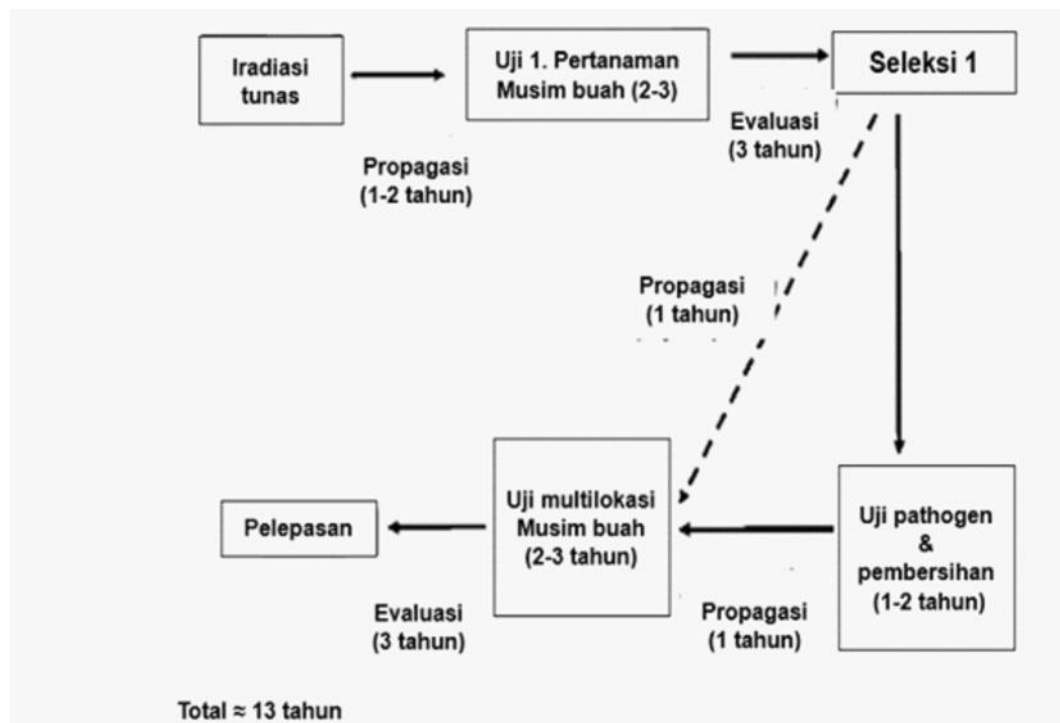 Iradiasi
tunas
Propagasi
(1-2 tahun)
Uji 1. Pertanaman
Musim buah (2-3)
Evaluasi
(3 tahun)
Seleksi 1
Propagasi
(1 tahun)
Uji pathogen
&
pembersihan
(1-2 tahun)
Propagasi
(1 tahun)
Uji multilokasi
Musim buah
(2-3 tahun)
Evaluasi
(3 tahun)
Pelepasan
Total ≈ 13 tahun